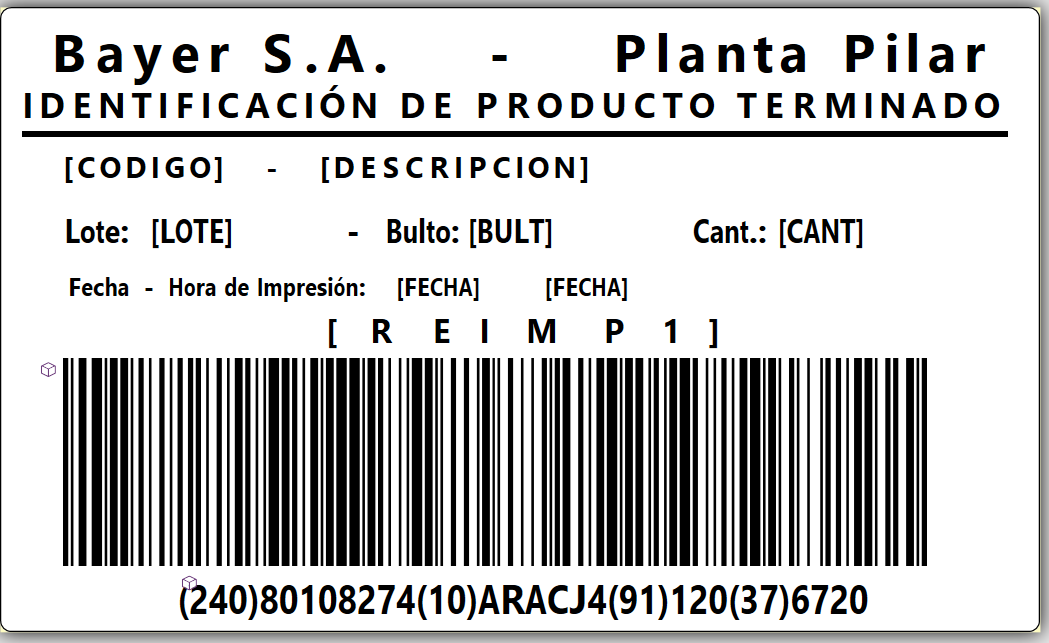 Bayer S.A. - Planta Pilar
IDENTIFICACIÓN DE PRODUCTO TERMINADO
[CODIGO] - [DESCRIPCION]
Lote: [LOTE] - Bulto: [BULT] Cant.: [CANT]
Fecha - Hora de Impresión: [FECHA] [FECHA]
[ R E I M P 1 ]
(240)80108274(10)ARACJ4(91)120(37)6720